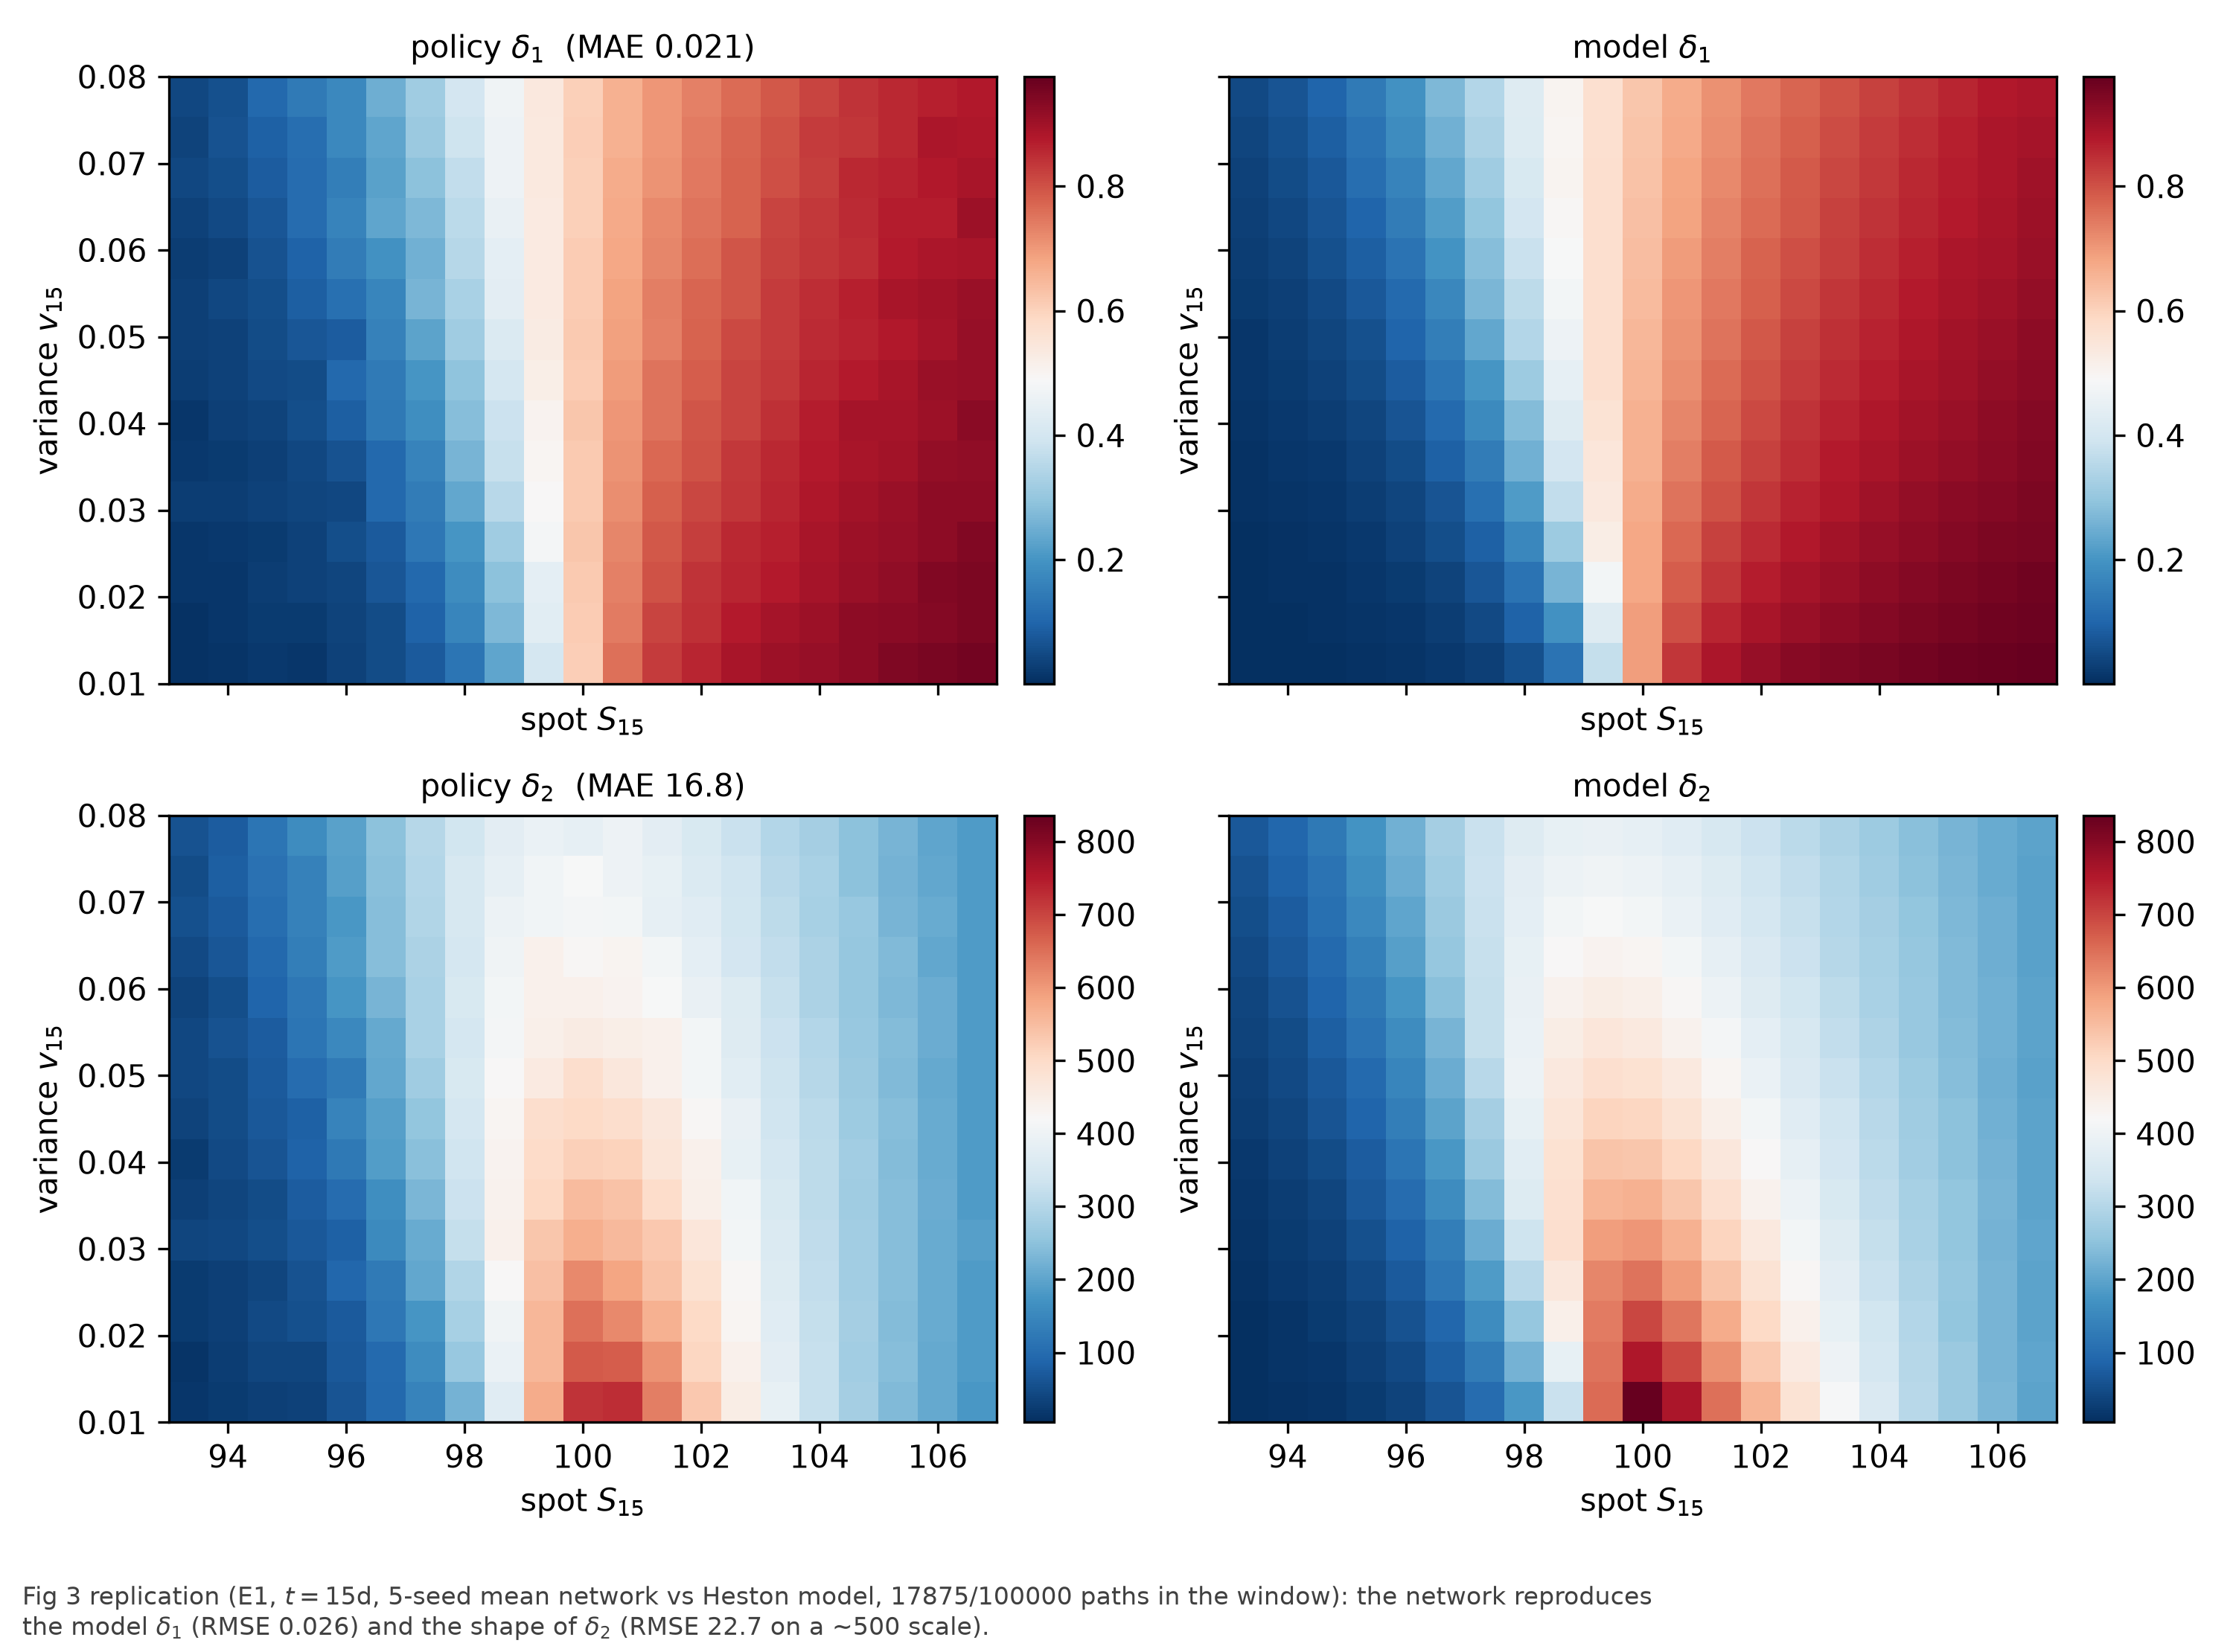 policy δ1 (MAE 0.021)
model δ1
0.08
0.07
0.06
0.05
0.04
0.03
0.02
0.01
variance v15
spot S15
0.8
0.6
0.4
0.2
variance v15
spot S15
0.8
0.6
0.4
0.2
policy δ2 (MAE 16.8)
model δ2
0.08
0.07
0.06
0.05
0.04
0.03
0.02
0.01
variance v15
94 96 98 100 102 104 106
spot S15
800
700
600
500
400
300
200
100
variance v15
94 96 98 100 102 104 106
spot S15
800
700
600
500
400
300
200
100
Fig 3 replication (E1, t = 15d, 5-seed mean network vs Heston model, 17875/100000 paths in the window): the network reproduces
the model δ1 (RMSE 0.026) and the shape of δ2 (RMSE 22.7 on a ~500 scale).